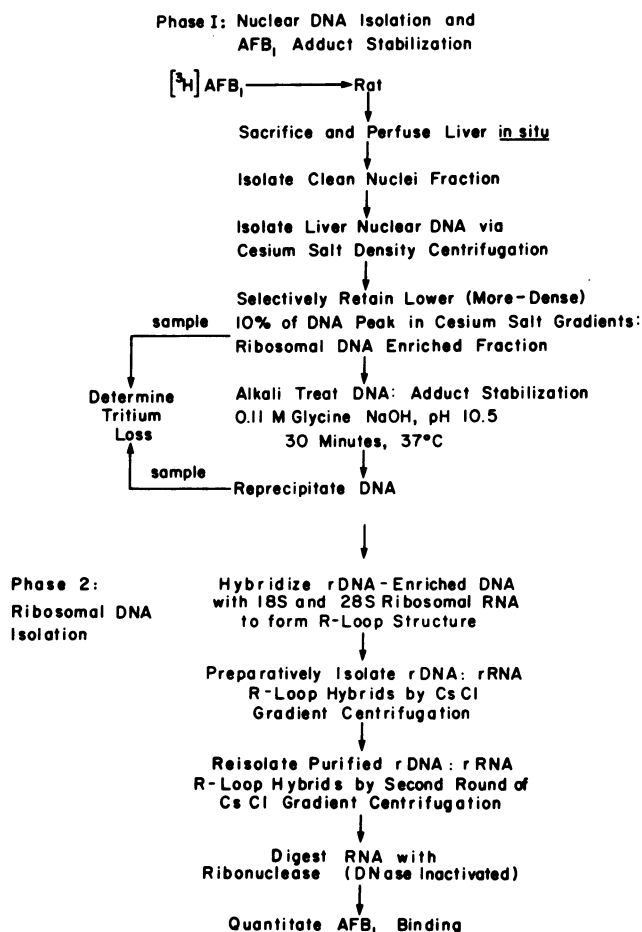 Phase I: Nuclear DNA Isolation and
AFB₁ Adduct Stabilization
[³H] AFB₁ Rat
Sacrifice and Perfuse Liver in situ
Isolate Clean Nuclei Fraction
Isolate Liver Nuclear DNA via
Cesium Salt Density Centrifugation
Selectively Retain Lower (More-Dense)
10% of DNA Peak in Cesium Salt Gradients:
Ribosomal DNA Enriched Fraction
sample
Determine
Tritium
Loss
Alkali Treat DNA: Adduct Stabilization
0.11 M Glycine NaOH, pH 10.5
30 Minutes, 37°C
sample
Reprecipitate DNA
Phase 2:
Ribosomal DNA
Isolation
Hybridize rDNA-Enriched DNA
with 18S and 28S Ribosomal RNA
to form R-Loop Structure
Preparatively Isolate rDNA: rRNA
R-Loop Hybrids by CsCl
Gradient Centrifugation
Reisolate Purified rDNA: rRNA
R-Loop Hybrids by Second Round of
CsCl Gradient Centrifugation
Digest RNA with
Ribonuclease (DNase Inactivated)
Quantitate AFB₁ Binding